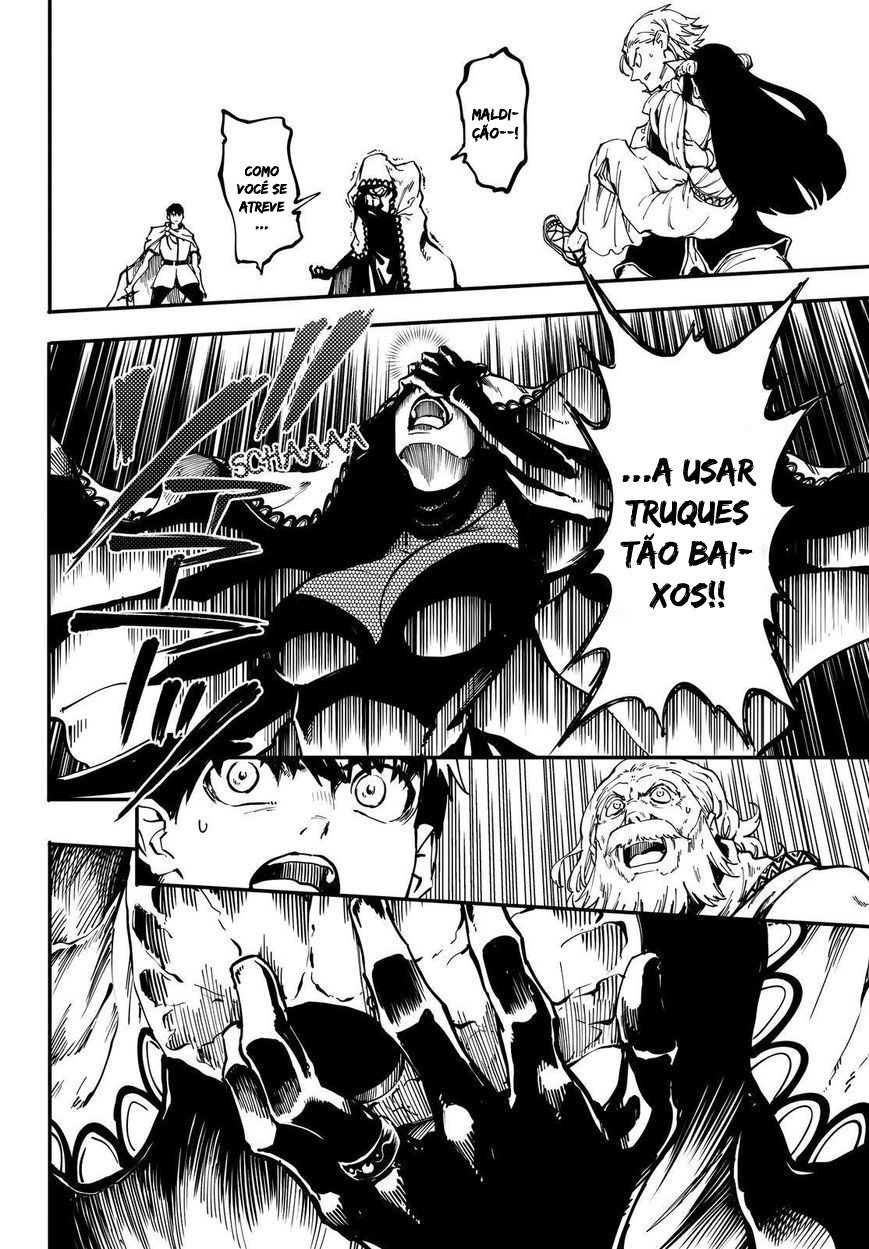 MALDI-
ÇÃO--!
COMO
VOCÊ SE
ATREVE
...
...A USAR
TRUQUES
TÃO BAI-
XOS!!
SCHAAAA